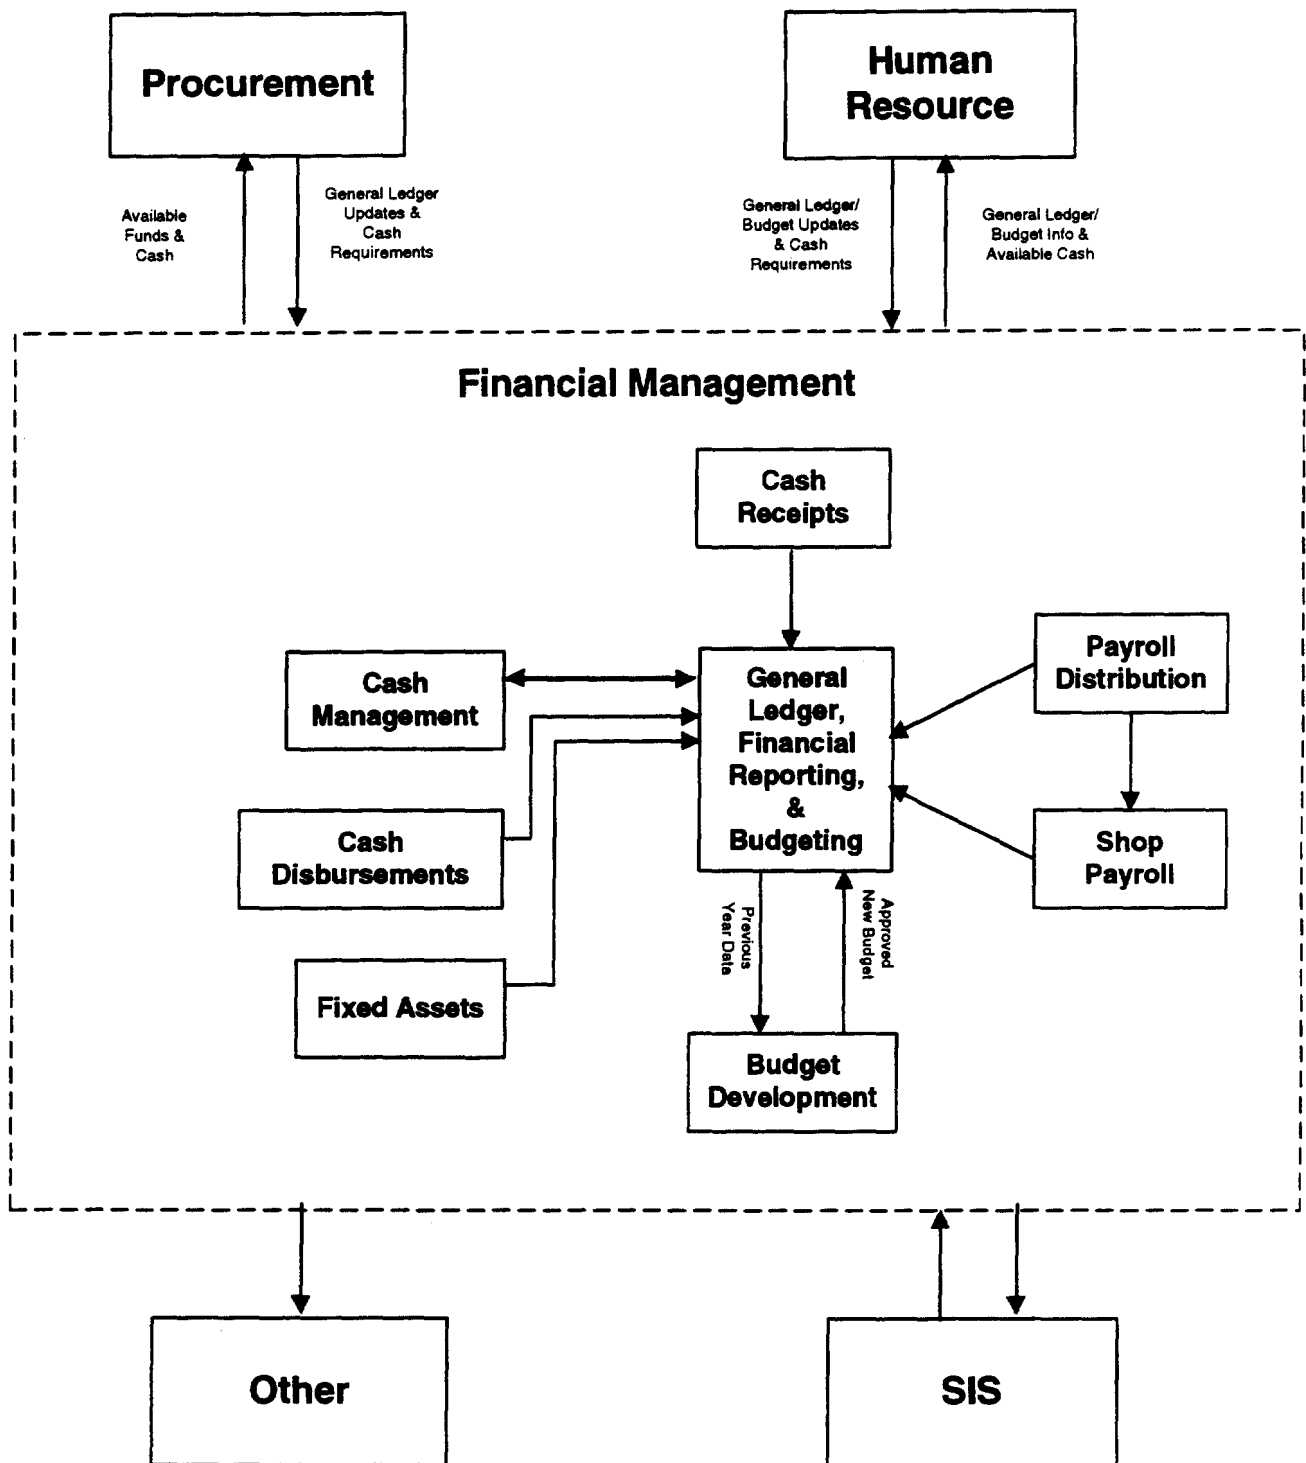 Procurement
Human
Resource
Available
Funds &
Cash
General Ledger
Updates &
Cash
Requirements
General Ledger/
Budget Updates
& Cash
Requirements
General Ledger/
Budget Info &
Available Cash
Financial Management
Cash
Receipts
Cash
Management
General
Ledger,
Financial
Reporting,
&
Budgeting
Payroll
Distribution
Cash
Disbursements
Shop
Payroll
Previous
Year Data
Approved
New Budget
Fixed Assets
Budget
Development
Other
SIS